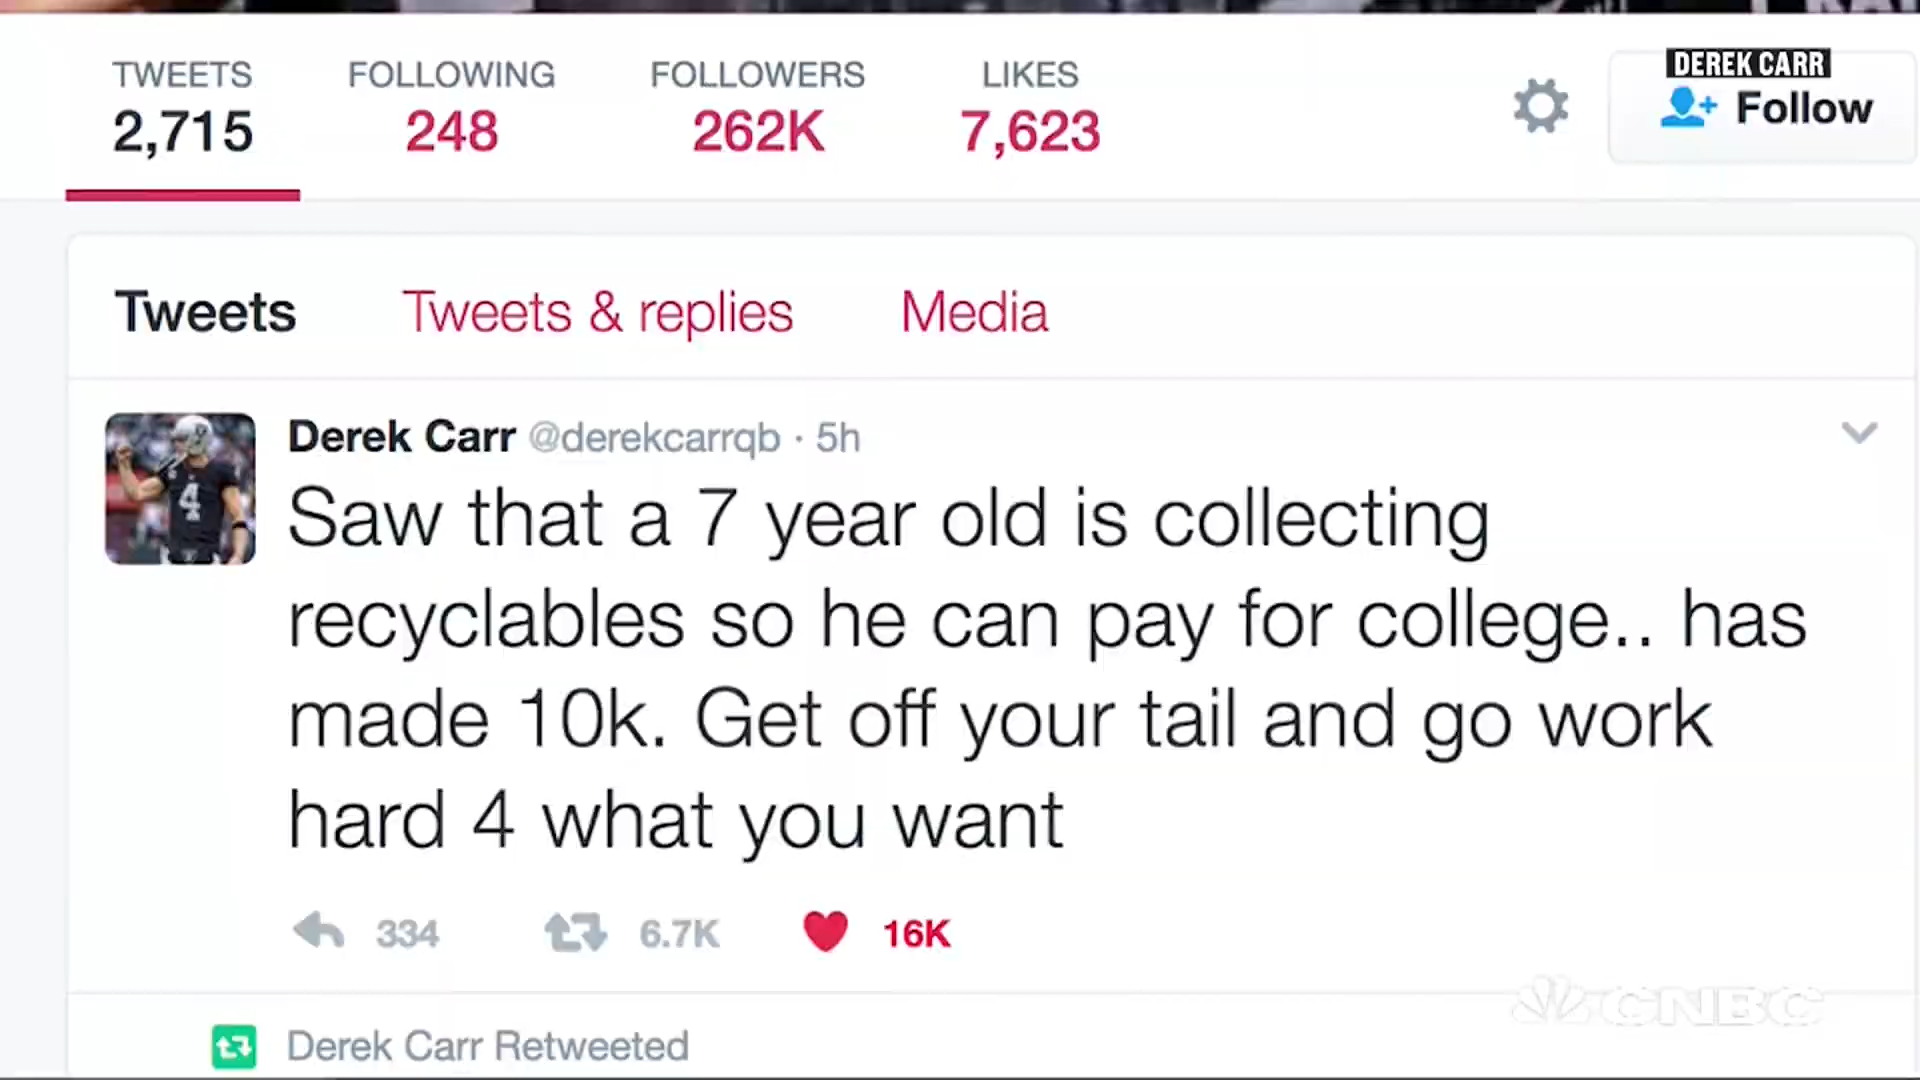 TWEETS FOLLOWING FOLLOWERS LIKES
2,715 248 262K 7,623
DEREK CARR
Follow
Tweets Tweets & replies Media
Derek Carr @derekcarrqb · 5h
Saw that a 7 year old is collecting
recyclables so he can pay for college.. has
made 10k. Get off your tail and go work
hard 4 what you want
334 6.7K 16K
CNBC
Derek Carr Retweeted
4